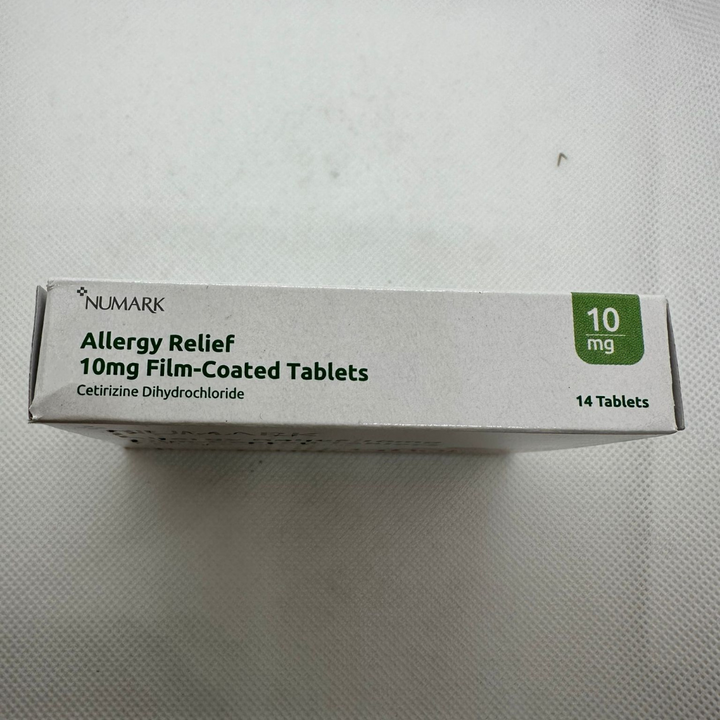 NUMARK
Allergy Relief
10mg Film-Coated Tablets
Cetirizine Dihydrochloride
10
mg
14 Tablets